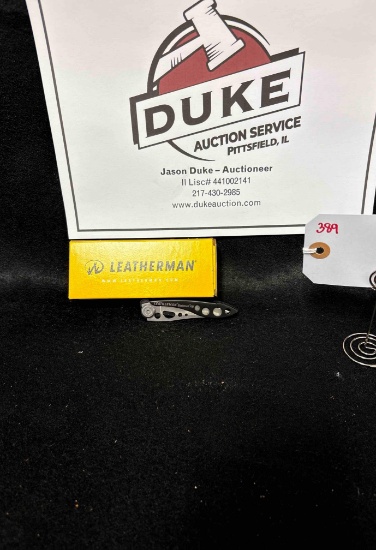 DUKE
AUCTION SERVICE
PITTSFIELD, IL
Jason Duke – Auctioneer
Il Lisc# 441002141
217-430-2985
www.dukeauction.com
389
LEATHERMAN
LEATHERMAN